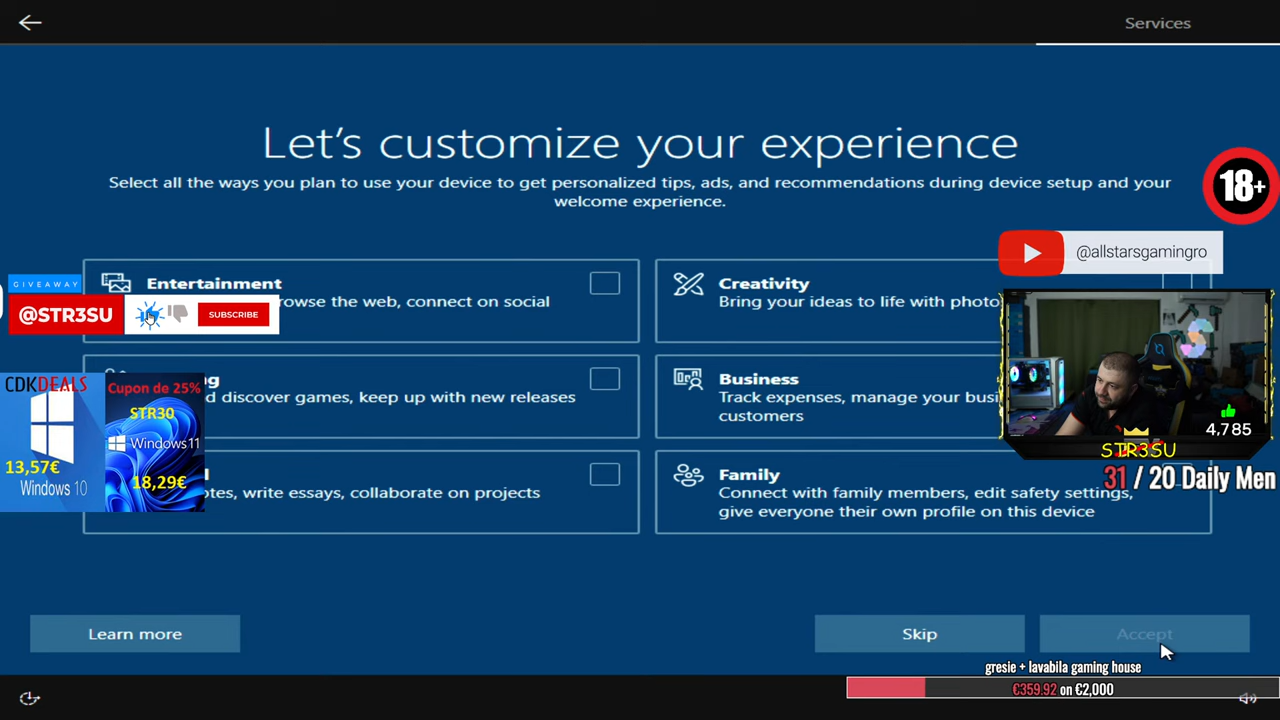 Services
Let's customize your experience
Select all the ways you plan to use your device to get personalized tips, ads, and recommendations during device setup and your
welcome experience.
18+
@allstarsgamingro
Entertainment
rowse the web, connect on social
Creativity
Bring your ideas to life with photo
GIVEAWAY
@STR3SU
SUBSCRIBE
g
d discover games, keep up with new releases
Business
Track expenses, manage your busi
customers
CDKDEALS
13,57€
Windows 10
Cupon de 25%
STR30
Windows 11
18,29€
4,785
STR3SU
31 / 20 Daily Men
otes, write essays, collaborate on projects
Family
Connect with family members, edit safety settings,
give everyone their own profile on this device
Learn more
Skip
Accept
gresie + lavabila gaming house
€359.92 on €2,000